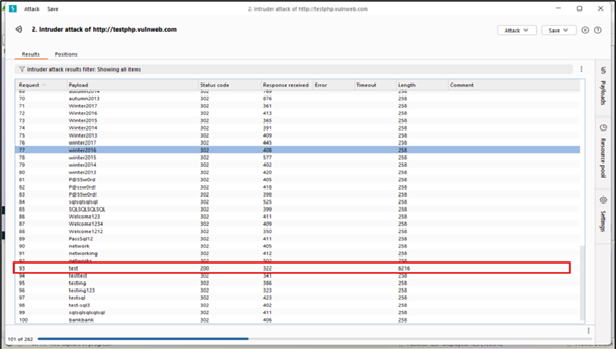 Attack Save 2. Intruder attack of http://testphp.vulnweb.com
2. Intruder attack of http://testphp.vulnweb.com Attack Save
Results Positions
Intruder attack results filter: Showing all items
Request Payload Status code Response received Error Timeout Length Comment
69 autumn2014 302 769 258
70 autumn2013 302 876 258
71 Winter2017 302 361 258
72 Winter2016 302 413 258
73 Winter2015 302 365 258
74 Winter2014 302 391 258
75 Winter2013 302 409 258
76 winter2017 302 445 258
77 winter2016 302 408 258
78 winter2015 302 577 258
79 winter2014 302 402 258
80 winter2013 302 420 258
81 P@55w0rd 302 405 258
82 P@ssw0rd! 302 418 258
83 P@55w0rd! 302 398 258
84 sqlsqlsqlsql 302 525 258
85 SQLSQLSQLSQL 302 399 258
86 Welcome123 302 411 258
87 Welcome1234 302 409 258
88 Welcome1212 302 350 258
89 PassSql12 302 411 258
90 network 302 405 258
91 networking 302 412 258
92 networks 302 302 258
93 test 200 322 6216
94 testtest 302 341 258
95 testing 302 386 258
96 testing123 302 323 258
97 testsql 302 423 258
98 test-sql3 302 402 258
99 sqlsqlsqlsqlsql 302 411 258
100 bankbank 302 406 258
101 of 262
Payloads
Resource pool
Settings